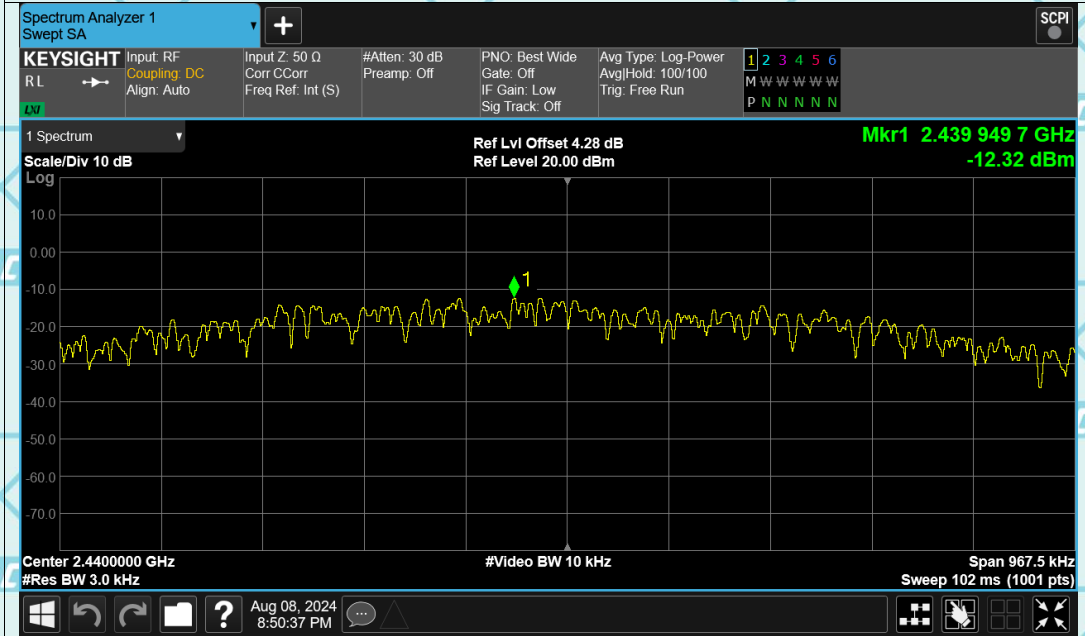 Spectrum Analyzer 1
Swept SA
+
SCPI
KEYSIGHT
R L
LXI
Input: RF
Coupling: DC
Align: Auto
Input Z: 50 Ω
Corr CCorr
Freq Ref: Int (S)
#Atten: 30 dB
Preamp: Off
PNO: Best Wide
Gate: Off
IF Gain: Low
Sig Track: Off
Avg Type: Log-Power
Avg|Hold: 100/100
Trig: Free Run
1 2 3 4 5 6
M W W W W W
P N N N N N
1 Spectrum
Scale/Div 10 dB
Ref Lvl Offset 4.28 dB
Ref Level 20.00 dBm
Mkr1 2.439 949 7 GHz
-12.32 dBm
Log
10.0
0.00
-10.0
-20.0
-30.0
-40.0
-50.0
-60.0
-70.0
1
Center 2.4400000 GHz
#Video BW 10 kHz
Span 967.5 kHz
#Res BW 3.0 kHz
Sweep 102 ms (1001 pts)
?
Aug 08, 2024
8:50:37 PM